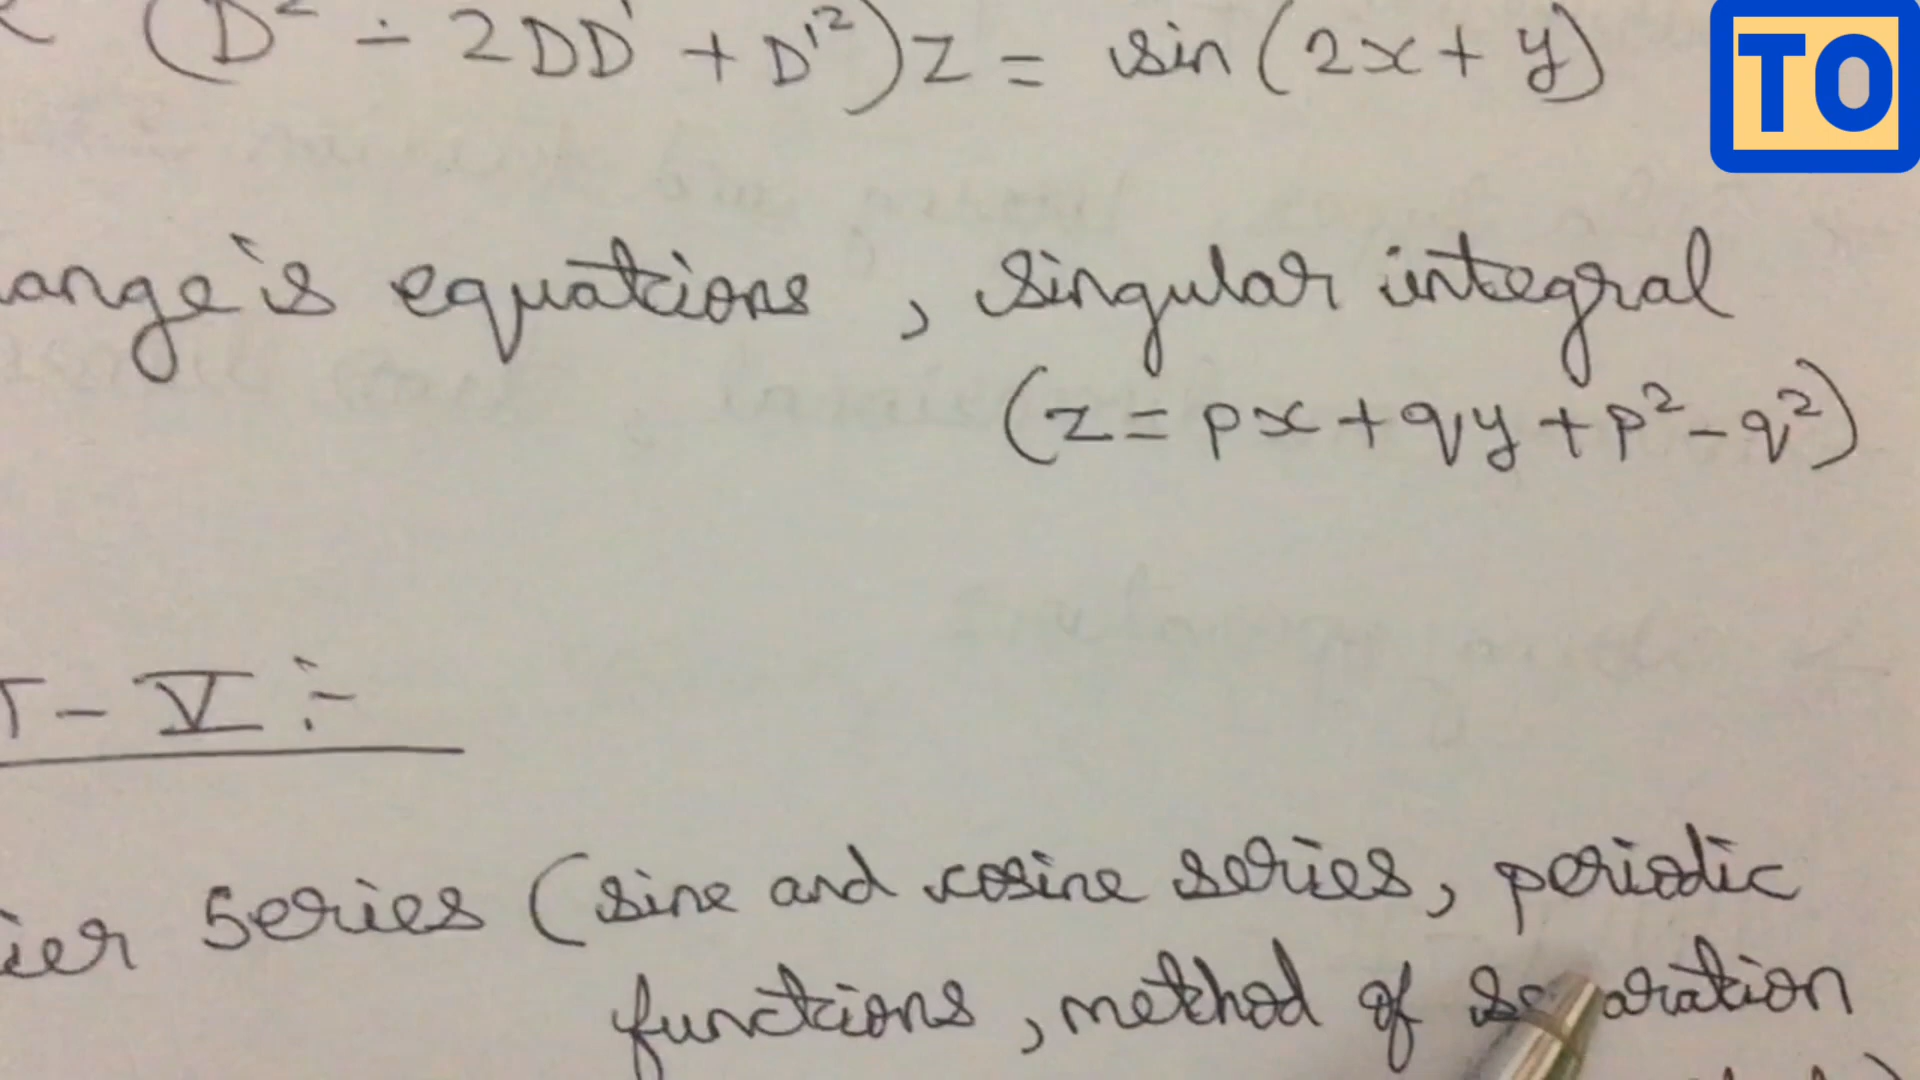 (D² - 2DD' + D'²)z = sin(2x + y)
TO
ange's equations, singular integral
(z = px + qy + p² - q²)
T - V :-
ier series (sine and cosine series, periodic
functions, method of separation